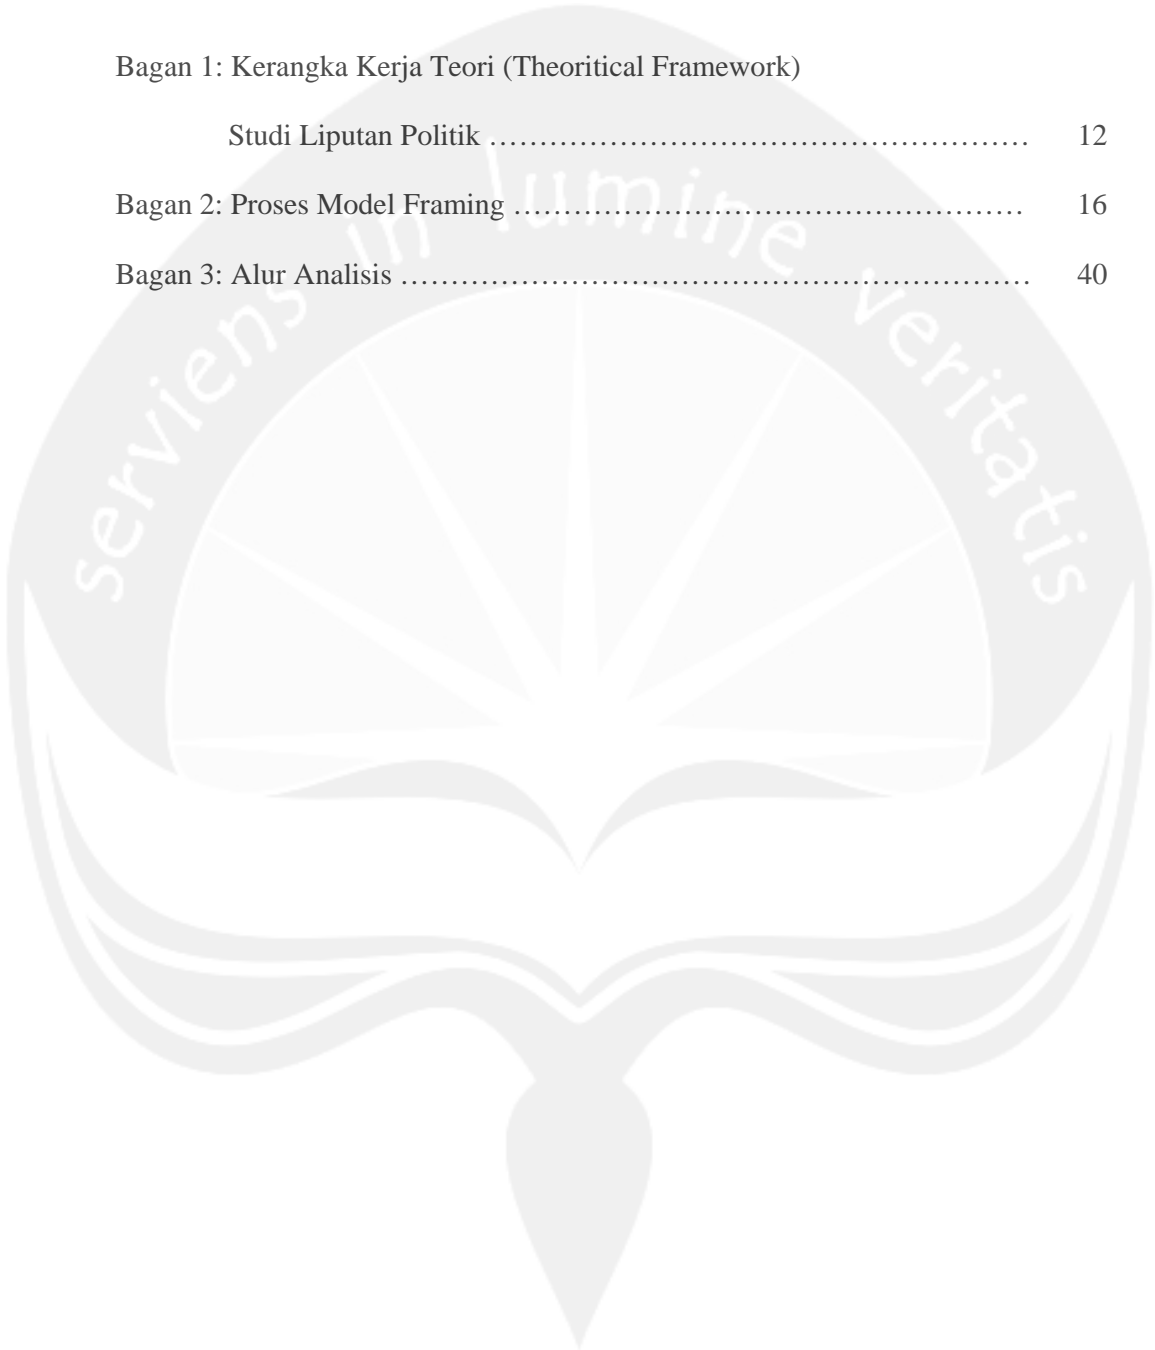 Bagan 1: Kerangka Kerja Teori (Theoritical Framework)
Studi Liputan Politik ……………………………………………… 12
Bagan 2: Proses Model Framing …………………………………………… 16
Bagan 3: Alur Analisis ……………………………………………………… 40
serviens in lumine veritatis